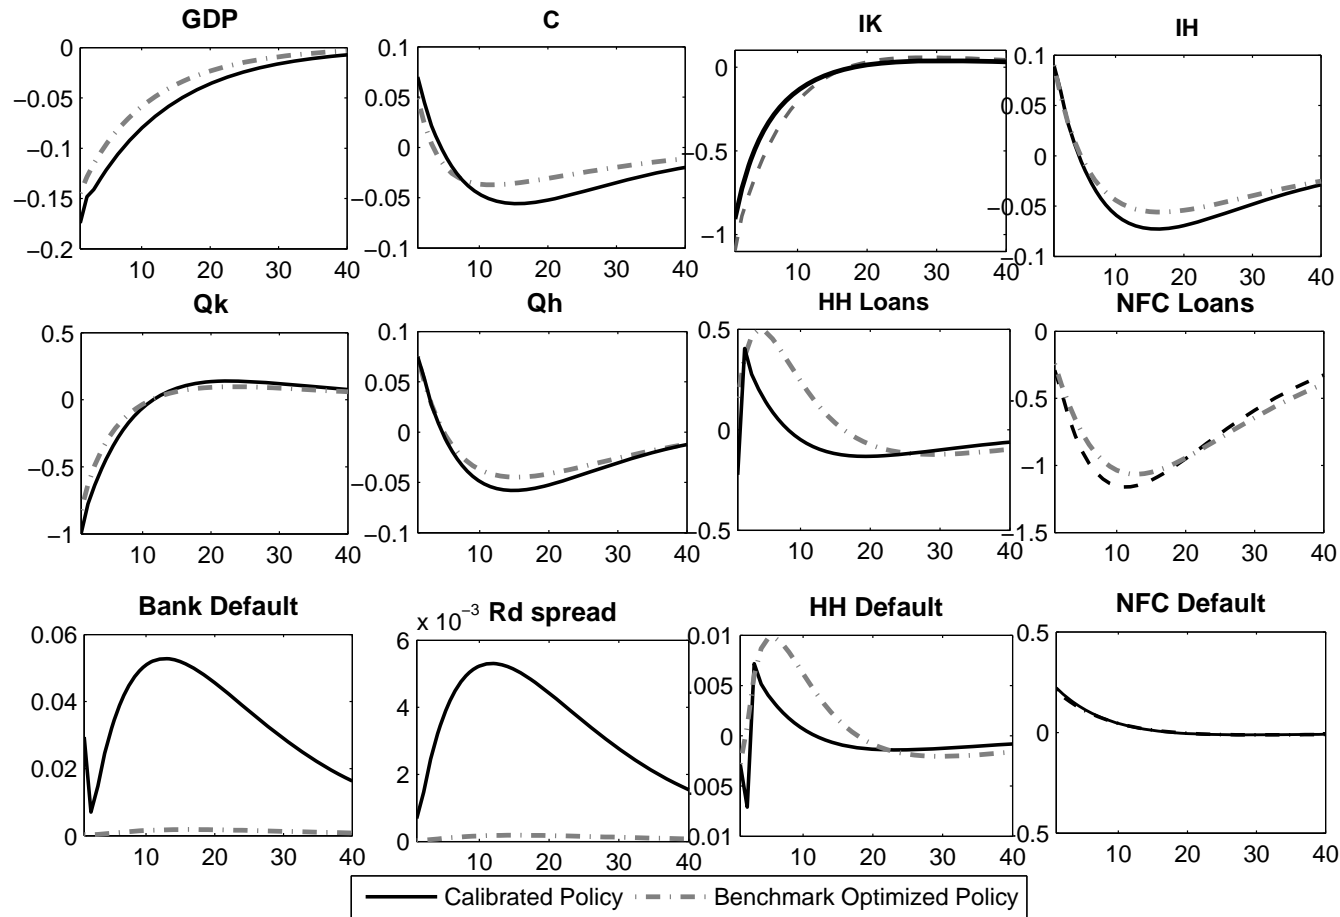 GDP
0
−0.05
−0.1
−0.15
−0.2
10 20 30 40
C
0.1
0.05
0
−0.05
−0.1
10 20 30 40
IK
0
−0.5
−1
10 20 30 40
IH
0.1
0.05
0
−0.05
−0.1
10 20 30 40
Qk
0.5
0
−0.5
−1
10 20 30 40
Qh
0.1
0.05
0
−0.05
−0.1
10 20 30 40
HH Loans
0.5
0
−0.5
10 20 30 40
NFC Loans
0
−0.5
−1
−1.5
10 20 30 40
Bank Default
0.06
0.04
0.02
0
10 20 30 40
Rd spread
x 10−3
6
4
2
0
10 20 30 40
HH Default
0.01
.005
0
.005
0.01
10 20 30 40
NFC Default
0.5
0
0.5
10 20 30 40
Calibrated Policy
Benchmark Optimized Policy